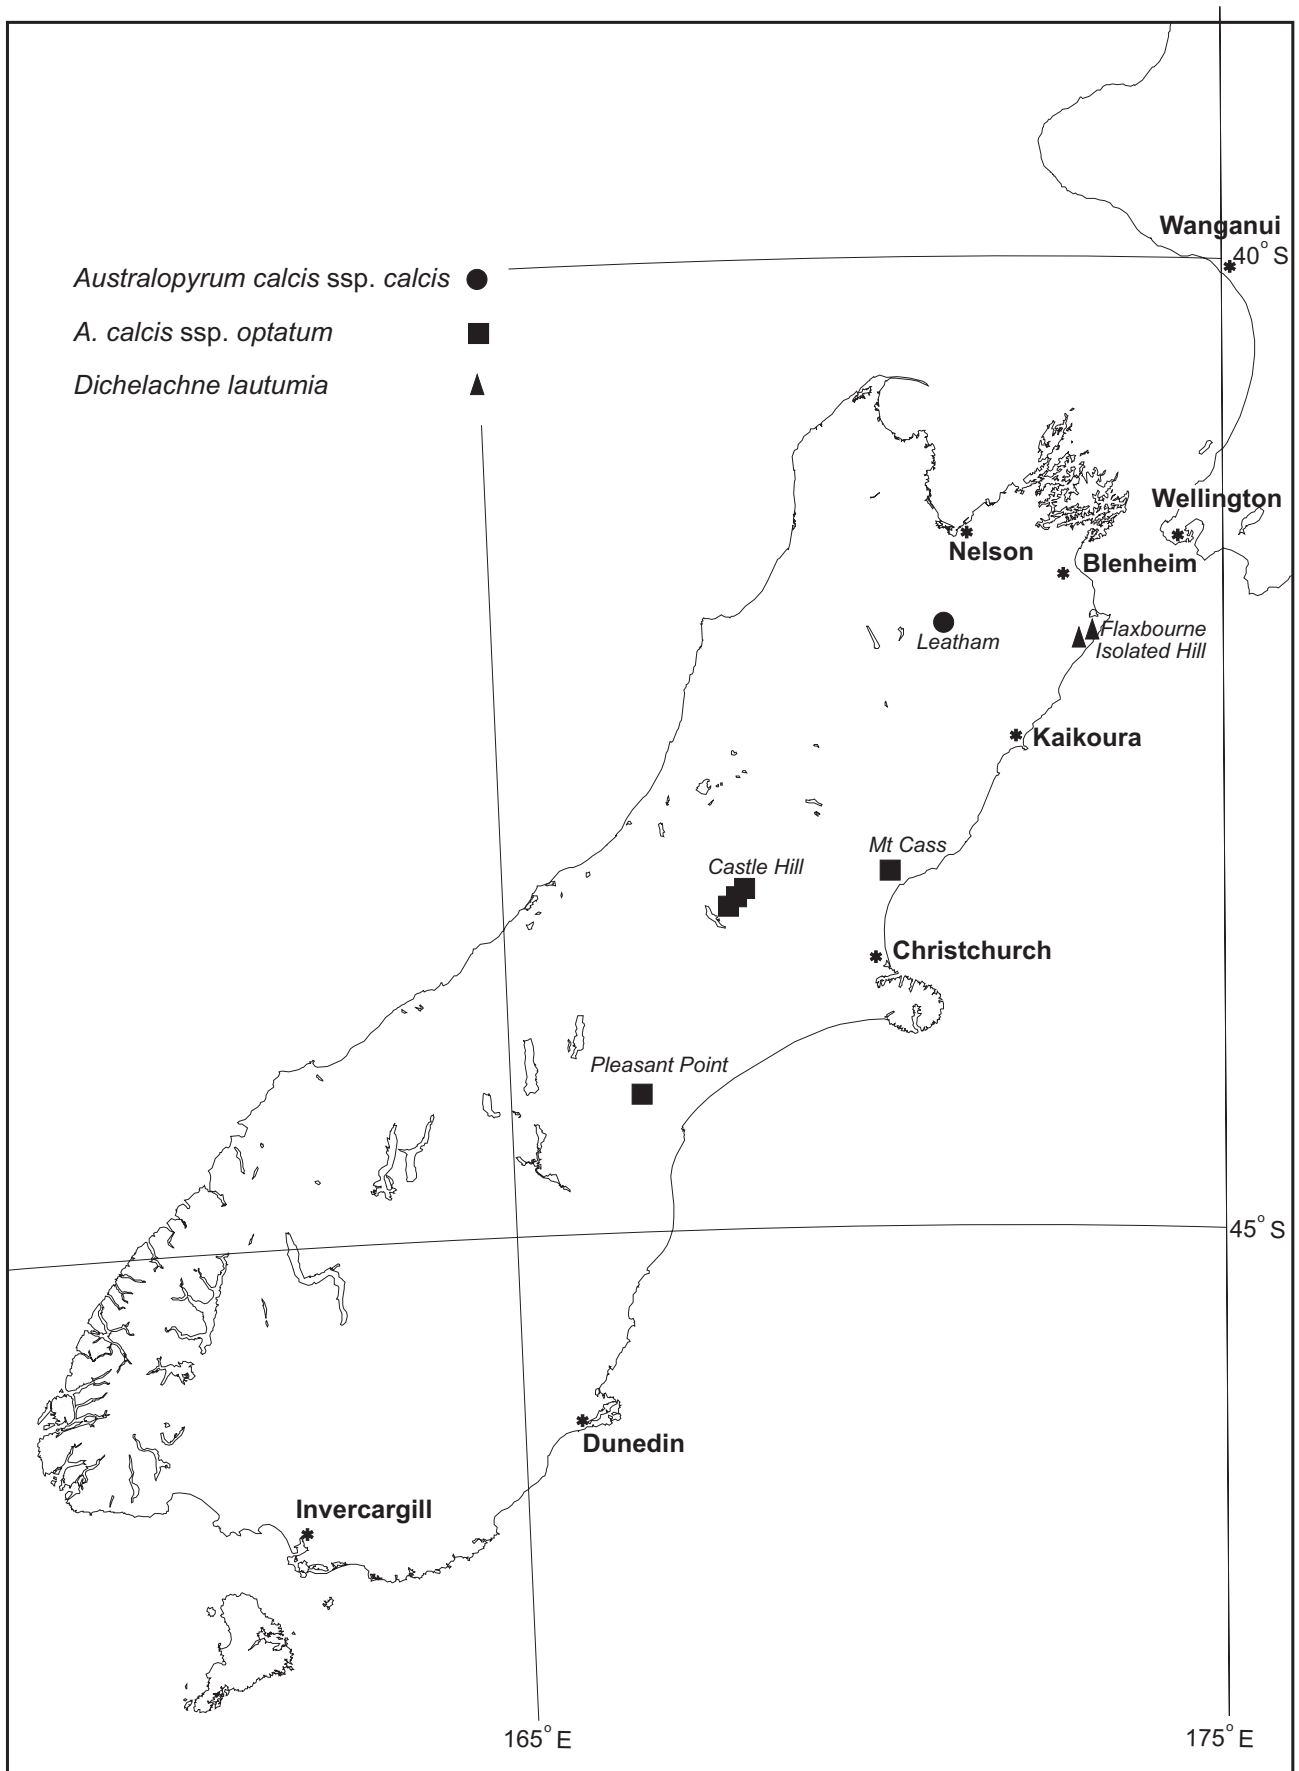 Wanganui
40° S
Australopyrum calcis ssp. calcis
A. calcis ssp. optatum
Dichelachne lautumia
Wellington
Nelson
Blenheim
Flaxbourne
Leatham
Isolated Hill
Kaikoura
Mt Cass
Castle Hill
Christchurch
Pleasant Point
45° S
Dunedin
Invercargill
165° E
175° E